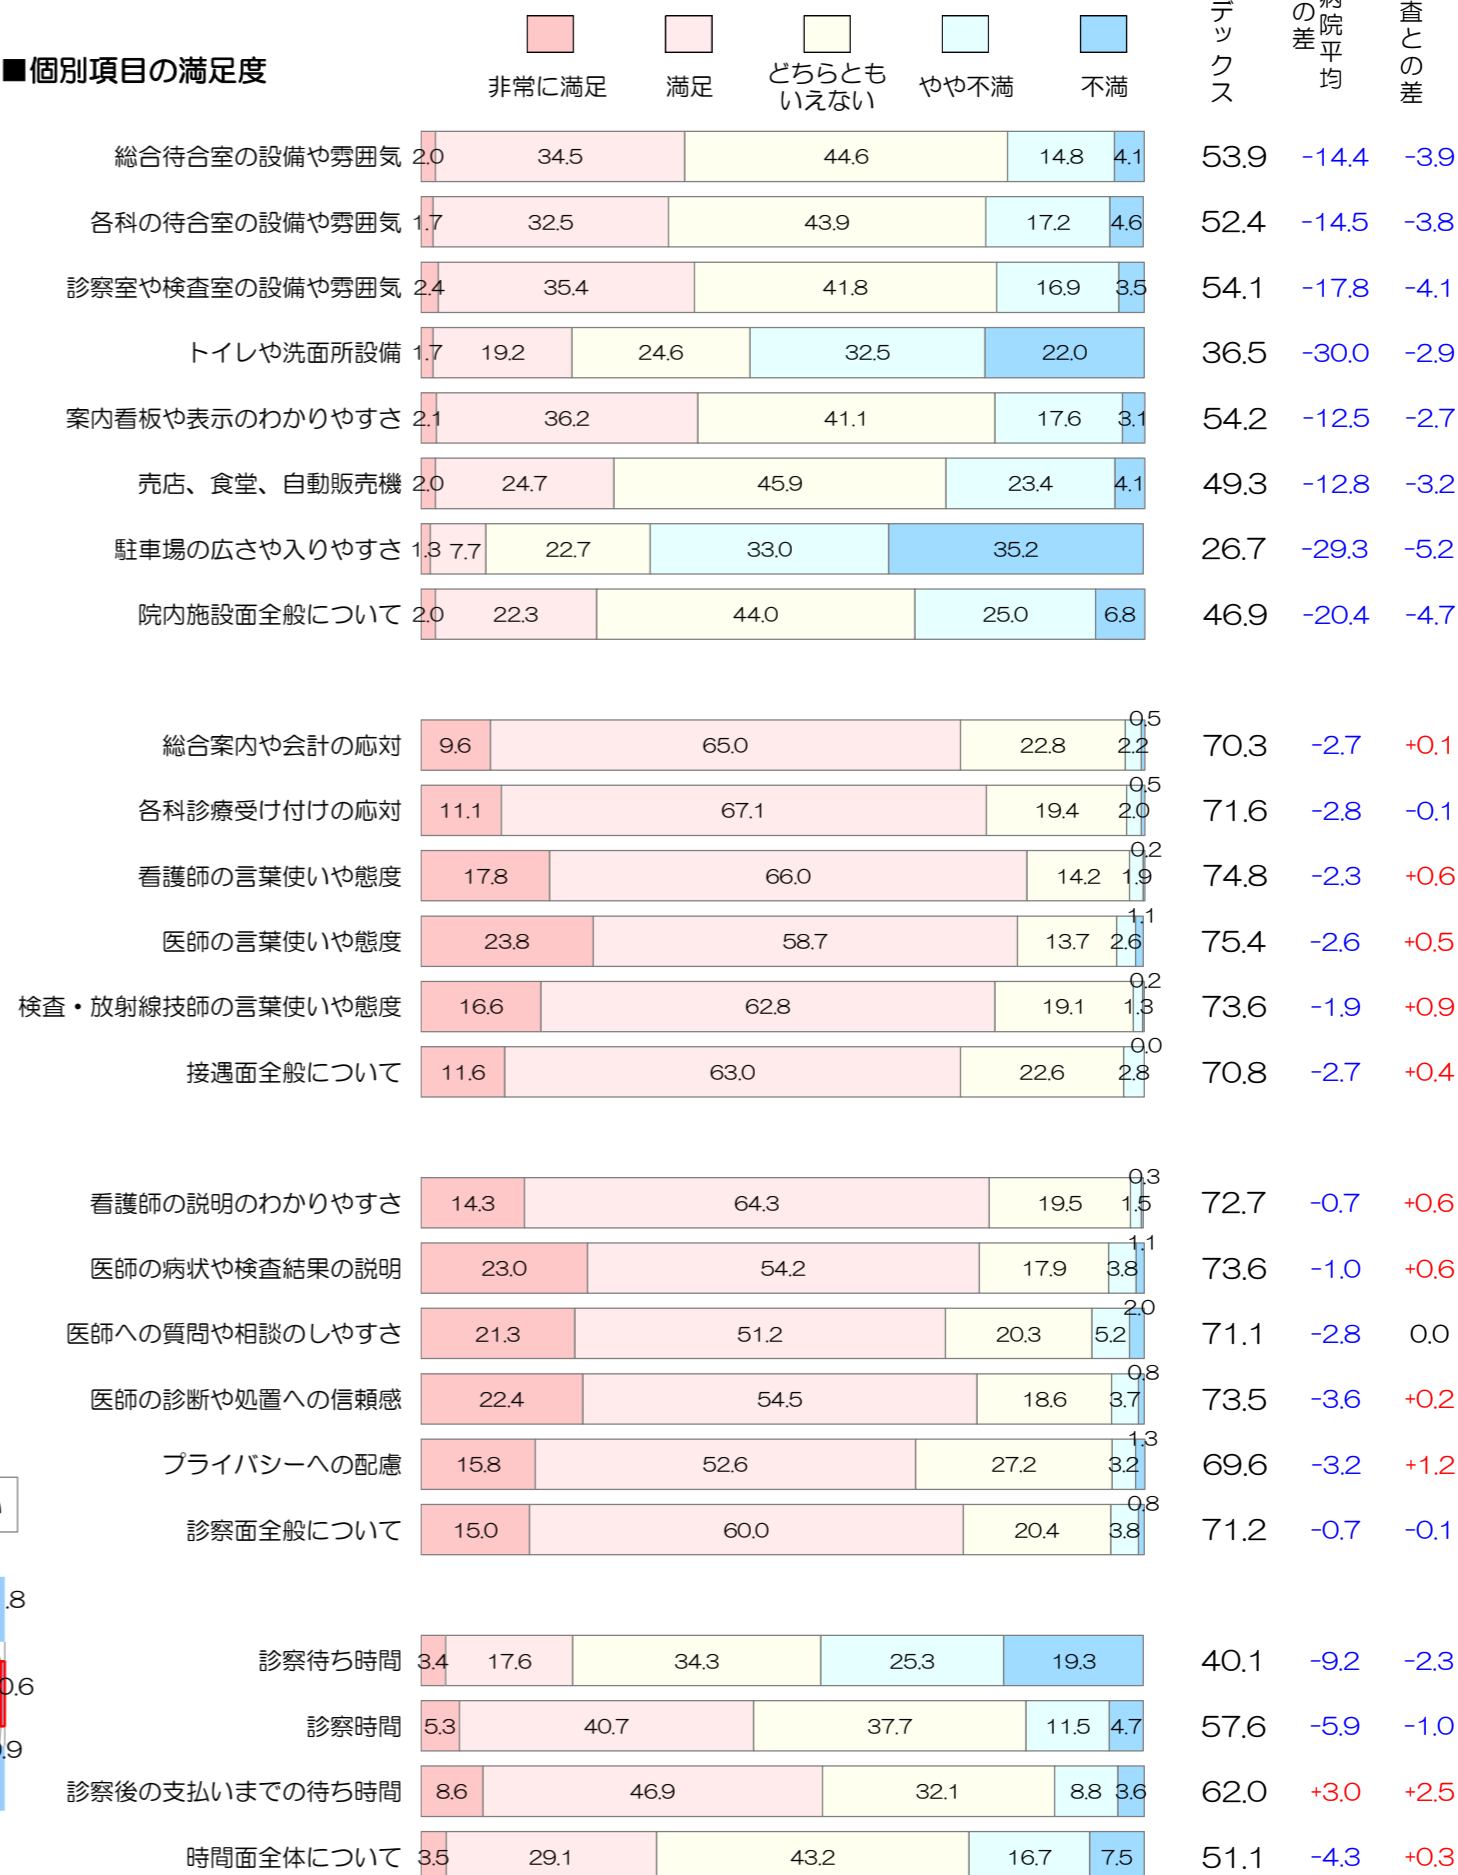 ■個別項目の満足度
非常に満足 満足 どちらとも やや不満 不満
いえない
デックス
病院平均
の差
査との差
総合待合室の設備や雰囲気 2.0 34.5 44.6 14.8 4.1 53.9 -14.4 -3.9
各科の待合室の設備や雰囲気 1.7 32.5 43.9 17.2 4.6 52.4 -14.5 -3.8
診察室や検査室の設備や雰囲気 2.4 35.4 41.8 16.9 3.5 54.1 -17.8 -4.1
トイレや洗面所設備 1.7 19.2 24.6 32.5 22.0 36.5 -30.0 -2.9
案内看板や表示のわかりやすさ 2.1 36.2 41.1 17.6 3.1 54.2 -12.5 -2.7
売店、食堂、自動販売機 2.0 24.7 45.9 23.4 4.1 49.3 -12.8 -3.2
駐車場の広さや入りやすさ 1.3 7.7 22.7 33.0 35.2 26.7 -29.3 -5.2
院内施設面全般について 2.0 22.3 44.0 25.0 6.8 46.9 -20.4 -4.7
総合案内や会計の応対 9.6 65.0 22.8 2.2 0.5 70.3 -2.7 +0.1
各科診療受け付けの応対 11.1 67.1 19.4 2.0 0.5 71.6 -2.8 -0.1
看護師の言葉使いや態度 17.8 66.0 14.2 1.9 0.2 74.8 -2.3 +0.6
医師の言葉使いや態度 23.8 58.7 13.7 2.6 1.1 75.4 -2.6 +0.5
検査・放射線技師の言葉使いや態度 16.6 62.8 19.1 1.3 0.2 73.6 -1.9 +0.9
接遇面全般について 11.6 63.0 22.6 2.8 0.0 70.8 -2.7 +0.4
看護師の説明のわかりやすさ 14.3 64.3 19.5 1.5 0.3 72.7 -0.7 +0.6
医師の病状や検査結果の説明 23.0 54.2 17.9 3.8 1.1 73.6 -1.0 +0.6
医師への質問や相談のしやすさ 21.3 51.2 20.3 5.2 2.0 71.1 -2.8 0.0
医師の診断や処置への信頼感 22.4 54.5 18.6 3.7 0.8 73.5 -3.6 +0.2
プライバシーへの配慮 15.8 52.6 27.2 3.2 1.3 69.6 -3.2 +1.2
診察面全般について 15.0 60.0 20.4 3.8 0.8 71.2 -0.7 -0.1
.8
診察待ち時間 3.4 17.6 34.3 25.3 19.3 40.1 -9.2 -2.3
0.6
診察時間 5.3 40.7 37.7 11.5 4.7 57.6 -5.9 -1.0
.9
診察後の支払いまでの待ち時間 8.6 46.9 32.1 8.8 3.6 62.0 +3.0 +2.5
時間面全体について 3.5 29.1 43.2 16.7 7.5 51.1 -4.3 +0.3